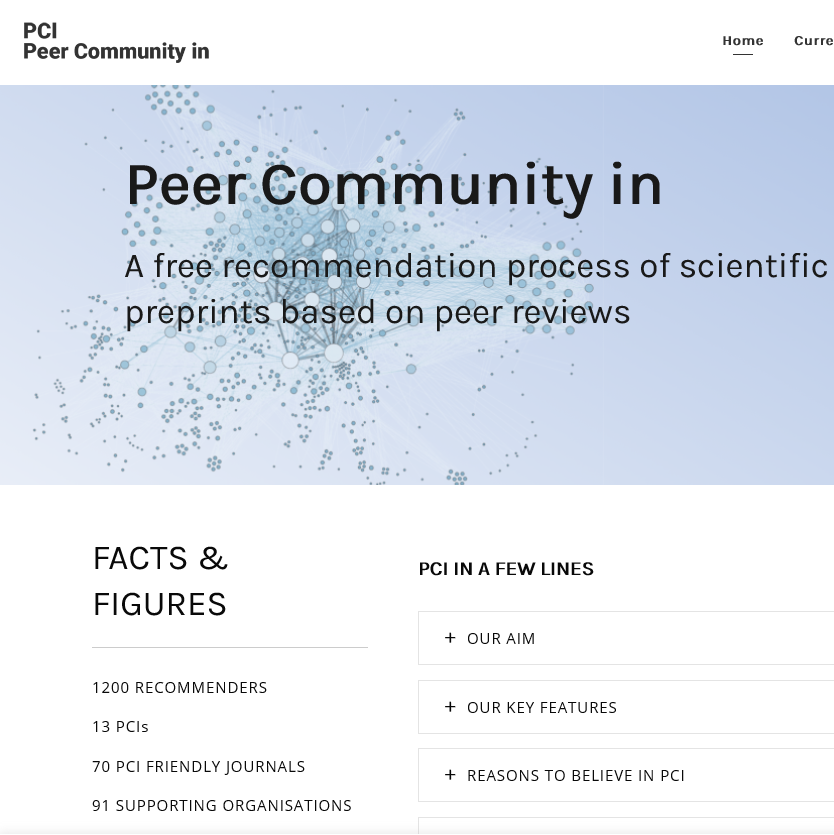 PCI
Peer Community in
Home Curre
Peer Community in
A free recommendation process of scientific
preprints based on peer reviews
FACTS &
FIGURES
1200 RECOMMENDERS
13 PCIs
70 PCI FRIENDLY JOURNALS
91 SUPPORTING ORGANISATIONS
PCI IN A FEW LINES
+ OUR AIM
+ OUR KEY FEATURES
+ REASONS TO BELIEVE IN PCI